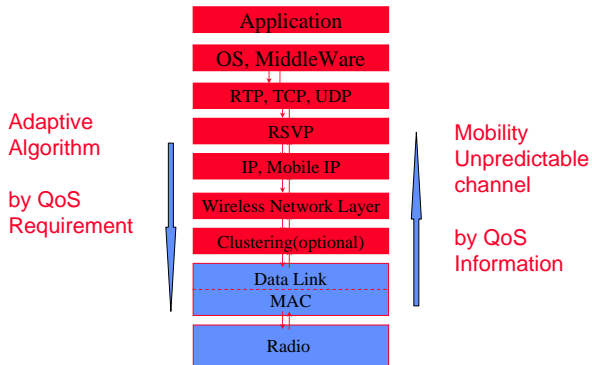 Application
OS, MiddleWare
RTP, TCP, UDP
RSVP
IP, Mobile IP
Wireless Network Layer
Clustering(optional)
Data Link
MAC
Radio
Adaptive
Algorithm
by QoS
Requirement
Mobility
Unpredictable
channel
by QoS
Information